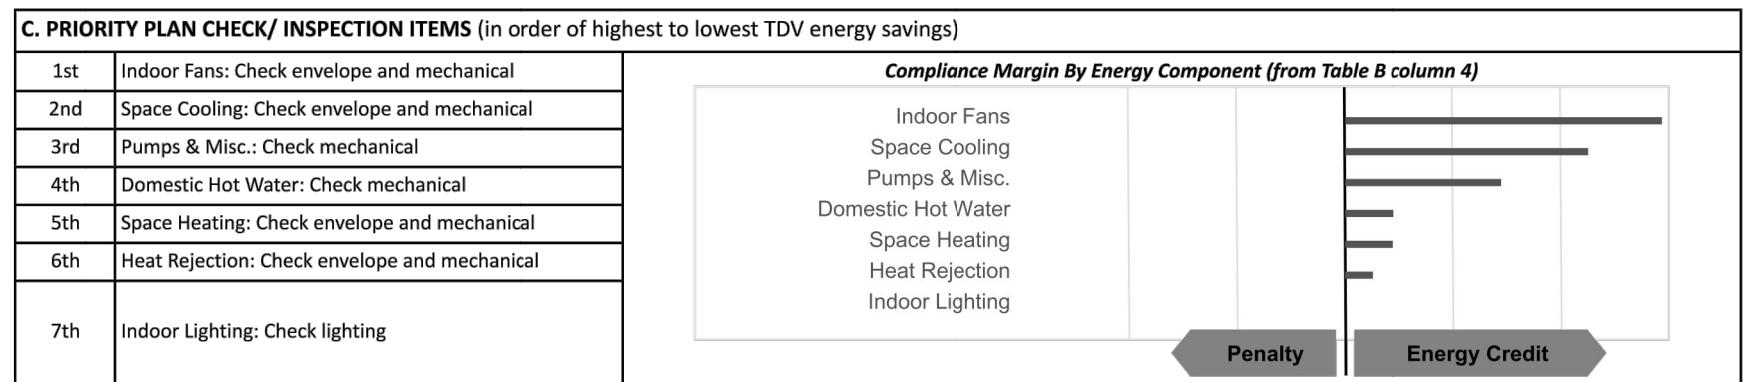 C. PRIORITY PLAN CHECK/ INSPECTION ITEMS (in order of highest to lowest TDV energy savings)
1st Indoor Fans: Check envelope and mechanical
2nd Space Cooling: Check envelope and mechanical
3rd Pumps & Misc.: Check mechanical
4th Domestic Hot Water: Check mechanical
5th Space Heating: Check envelope and mechanical
6th Heat Rejection: Check envelope and mechanical
7th Indoor Lighting: Check lighting
Compliance Margin By Energy Component (from Table B column 4)
Indoor Fans
Space Cooling
Pumps & Misc.
Domestic Hot Water
Space Heating
Heat Rejection
Indoor Lighting
Penalty Energy Credit